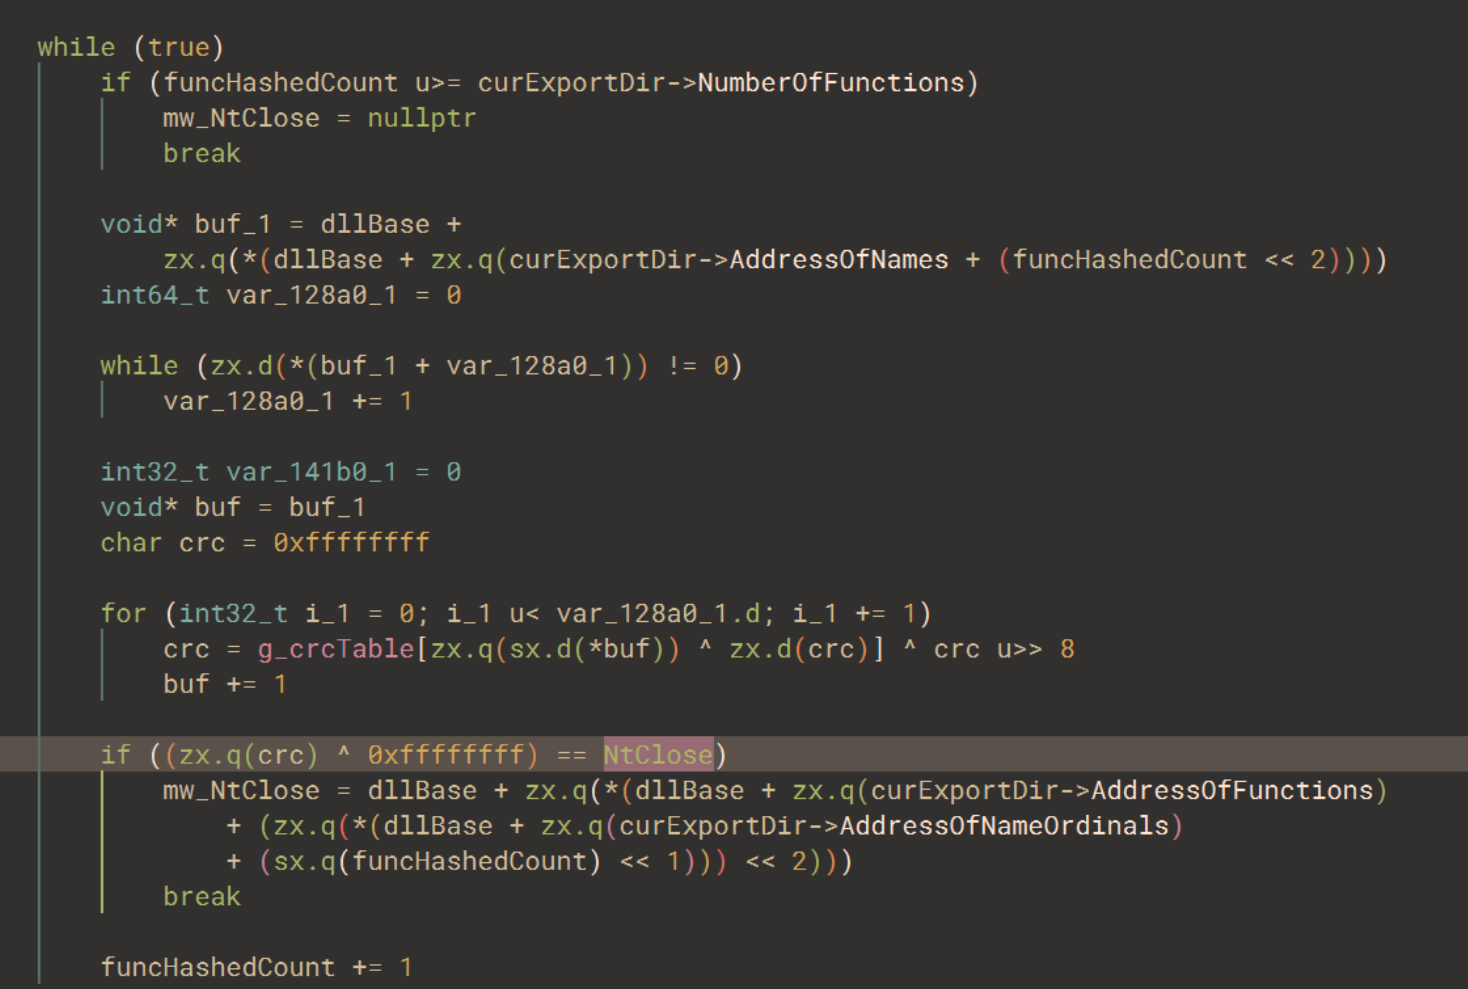 while (true)
if (funcHashedCount u>= curExportDir->NumberOfFunctions)
mw_NtClose = nullptr
break
void* buf_1 = dllBase +
zx.q(*(dllBase + zx.q(curExportDir->AddressOfNames + (funcHashedCount << 2))))
int64_t var_128a0_1 = 0
while (zx.d(*(buf_1 + var_128a0_1)) != 0)
var_128a0_1 += 1
int32_t var_141b0_1 = 0
void* buf = buf_1
char crc = 0xffffffff
for (int32_t i_1 = 0; i_1 u< var_128a0_1.d; i_1 += 1)
crc = g_crcTable[zx.q(sx.d(*buf)) ^ zx.d(crc)] ^ crc u>> 8
buf += 1
if ((zx.q(crc) ^ 0xffffffff) == NtClose)
mw_NtClose = dllBase + zx.q(*(dllBase + zx.q(curExportDir->AddressOfFunctions)
+ (zx.q(*(dllBase + zx.q(curExportDir->AddressOfNameOrdinals)
+ (sx.q(funcHashedCount) << 1))) << 2)))
break
funcHashedCount += 1